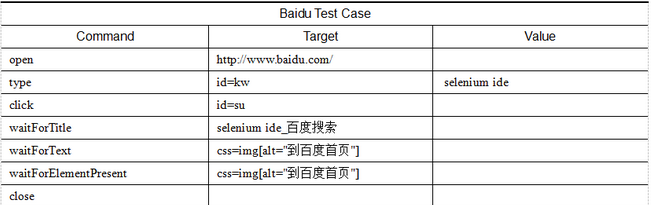 Baidu Test Case
Command Target Value
open http://www.baidu.com/
type id=kw selenium ide
click id=su
waitForTitle selenium ide_百度搜索
waitForText css=img[alt="到百度首页"]
waitForElementPresent css=img[alt="到百度首页"]
close